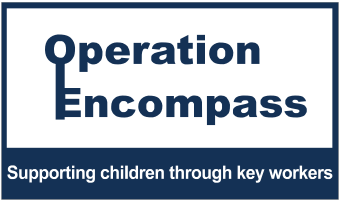 Operation
Encompass
Supporting children through key workers